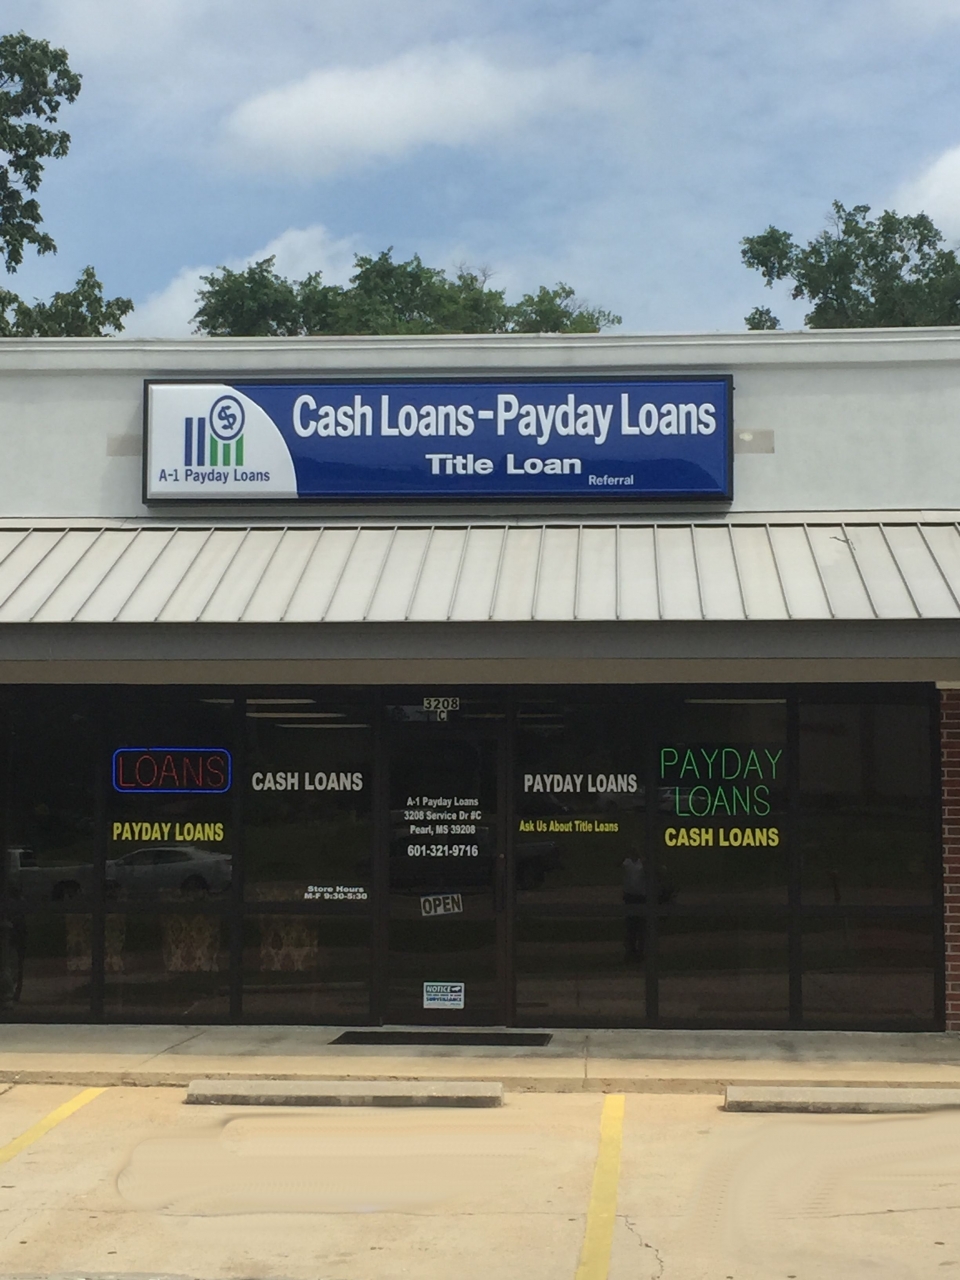 Cash Loans-Payday Loans
Title Loan
Referral
A-1 Payday Loans
3208
C
LOANS
PAYDAY LOANS
CASH LOANS
Store Hours
M-F 9:30-5:30
A-1 Payday Loans
3208 Service Dr #C
Pearl, MS 39208
601-321-9716
OPEN
NOTICE
SURVEILLANCE
PAYDAY LOANS
Ask Us About Title Loans
PAYDAY
LOANS
CASH LOANS